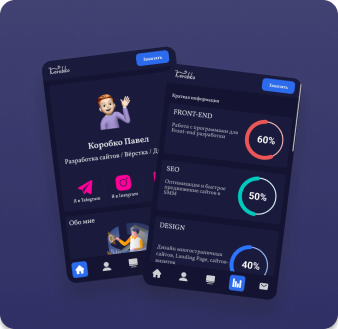 Korobko
Заказать
Коробко Павел
Разработка сайтов / Вёрстка /
Я в Telegram
Я в Instagram
Обо мне
Korobko
Заказать
Краткая информация
FRONT-END
Работа с программами для
Front-end разработки
60%
SEO
Оптимизация и быстрое
продвижение сайтов в
SMM
50%
DESIGN
Дизайн многостраничных
сайтов, Landing Page, сайтов-
визиток
40%